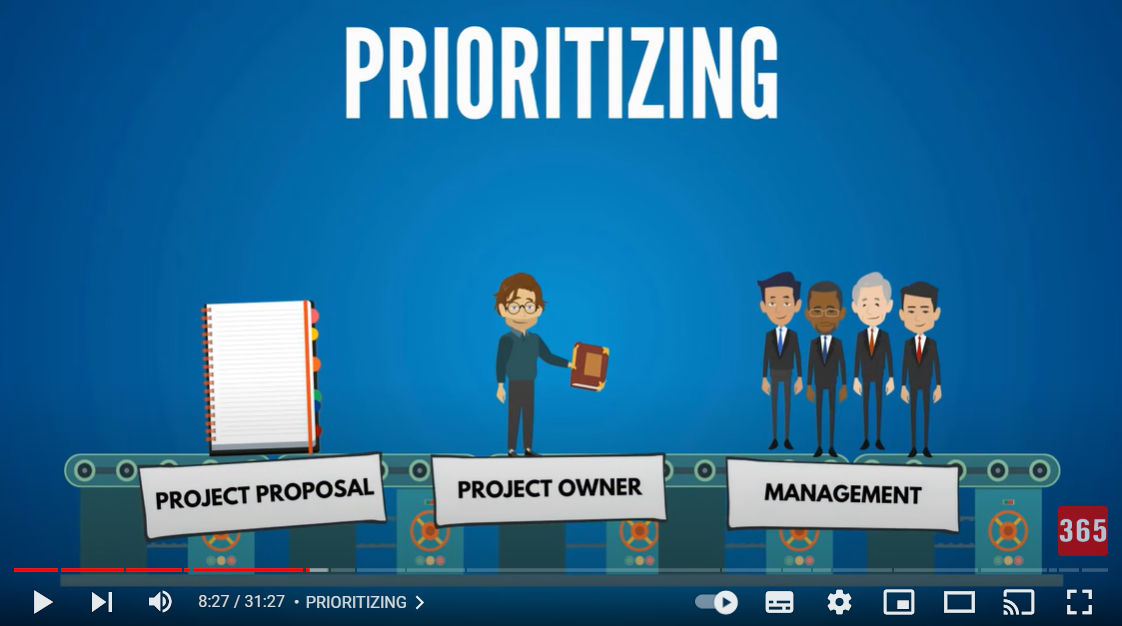 PRIORITIZING
PROJECT PROPOSAL
PROJECT OWNER
MANAGEMENT
365
8:27 / 31:27 • PRIORITIZING